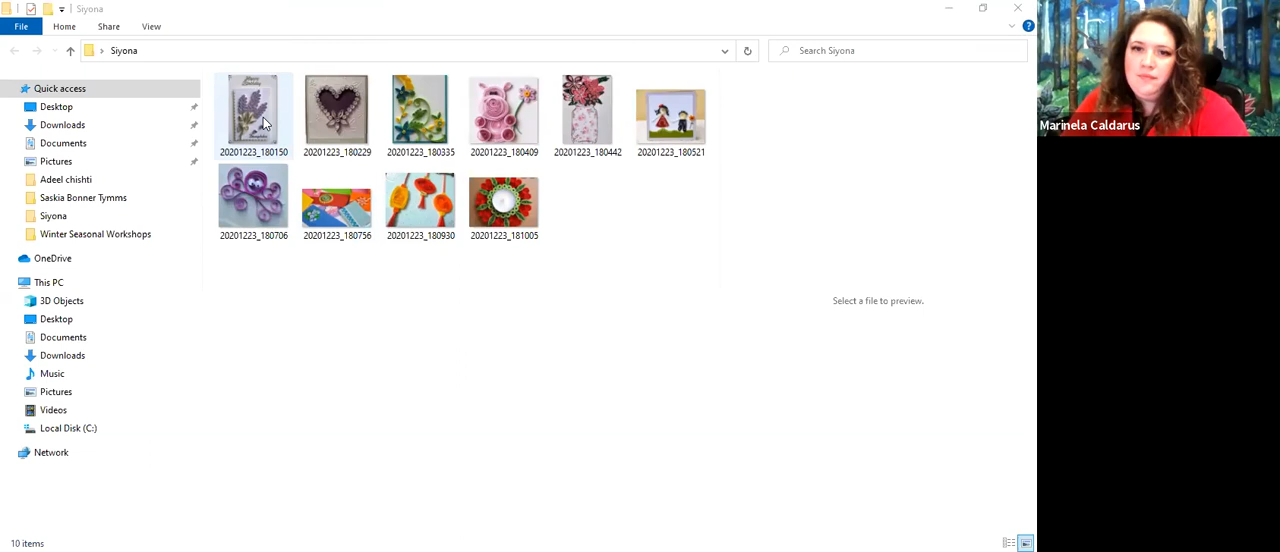 Siyona
File Home Share View
Siyona
Search Siyona
Quick access
Desktop
Downloads
Documents
Pictures
Adeel chishti
Saskia Bonner Tymms
Siyona
Winter Seasonal Workshops
OneDrive
This PC
3D Objects
Desktop
Documents
Downloads
Music
Pictures
Videos
Local Disk (C:)
Network
20201223_180150 20201223_180229 20201223_180335 20201223_180409 20201223_180442 20201223_180521
20201223_180706 20201223_180756 20201223_180930 20201223_181005
Select a file to preview.
10 items
Marinela Caldarus